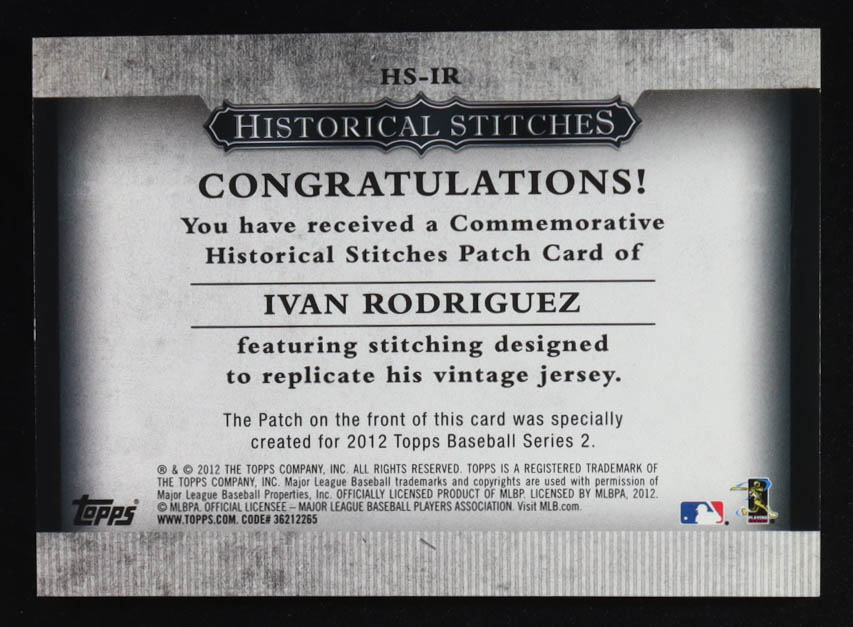 HS-IR
HISTORICAL STITCHES
CONGRATULATIONS!
You have received a Commemorative
Historical Stitches Patch Card of
IVAN RODRIGUEZ
featuring stitching designed
to replicate his vintage jersey.
The Patch on the front of this card was specially
created for 2012 Topps Baseball Series 2.
® & © 2012 THE TOPPS COMPANY, INC. ALL RIGHTS RESERVED. TOPPS IS A REGISTERED TRADEMARK OF
THE TOPPS COMPANY, INC. Major League Baseball trademarks and copyrights are used with permission of
Major League Baseball Properties, Inc. OFFICIALLY LICENSED PRODUCT OF MLBP. LICENSED BY MLBPA, 2012.
© MLBPA. OFFICIAL LICENSEE – MAJOR LEAGUE BASEBALL PLAYERS ASSOCIATION. Visit MLB.com.
WWW.TOPPS.COM. CODE# 36212265
Topps®
PLAYERS